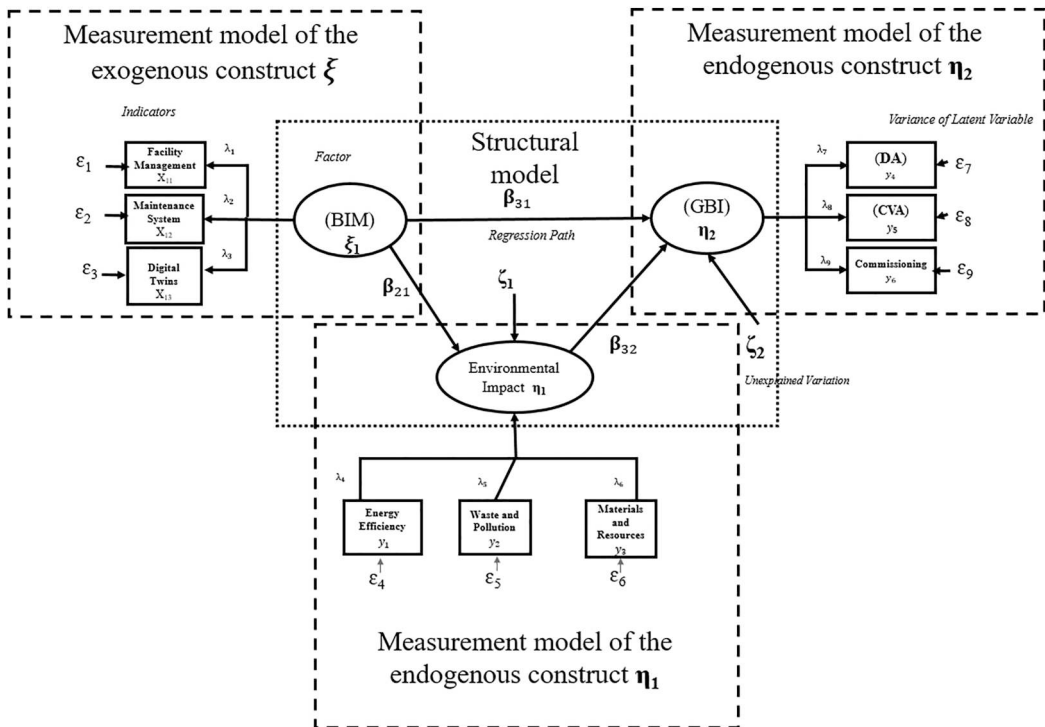 Measurement model of the
exogenous construct ξ
Indicators
ε₁
Facility
Management
X₁₁
λ₁
ε₂
Maintenance
System
X₁₂
λ₂
ε₃
Digital
Twins
X₁₃
λ₃
Factor
(BIM)
ξ₁
Structural
model
β₃₁
Regression Path
β₂₁
ζ₁
β₃₂
ζ₂
Unexplained Variation
Environmental
Impact η₁
Measurement model of the
endogenous construct η₂
Variance of Latent Variable
(GBI)
η₂
λ₇
(DA)
y₄
ε₇
λ₈
(CVA)
y₅
ε₈
λ₉
Commissioning
y₆
ε₉
λ₄
Energy
Efficiency
y₁
ε₄
λ₅
Waste and
Pollution
y₂
ε₅
λ₆
Materials
and
Resources
y₃
ε₆
Measurement model of the
endogenous construct η₁